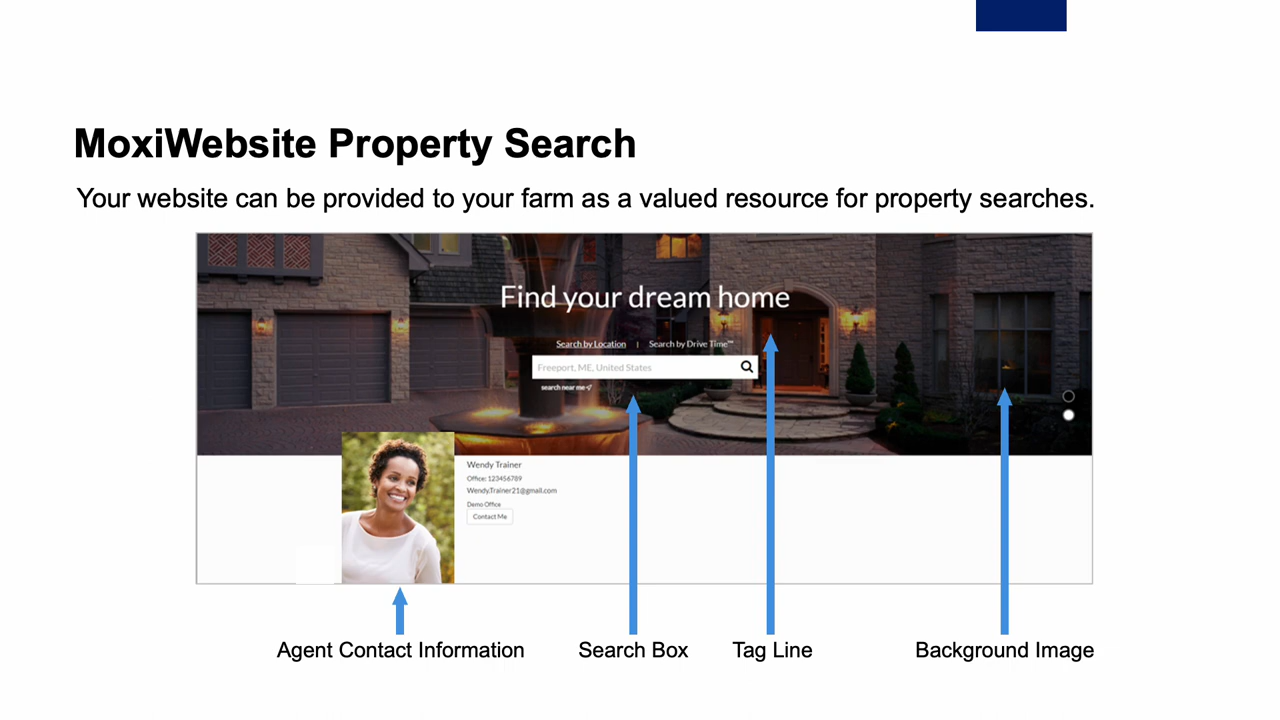 MoxiWebsite Property Search
Your website can be provided to your farm as a valued resource for property searches.
Find your dream home
Search by Location | Search by Drive Time™
Freeport, ME, United States
search near me
Wendy Trainer
Office: 123456789
Wendy.Trainer21@gmail.com
Demo Office
Contact Me
Agent Contact Information
Search Box
Tag Line
Background Image